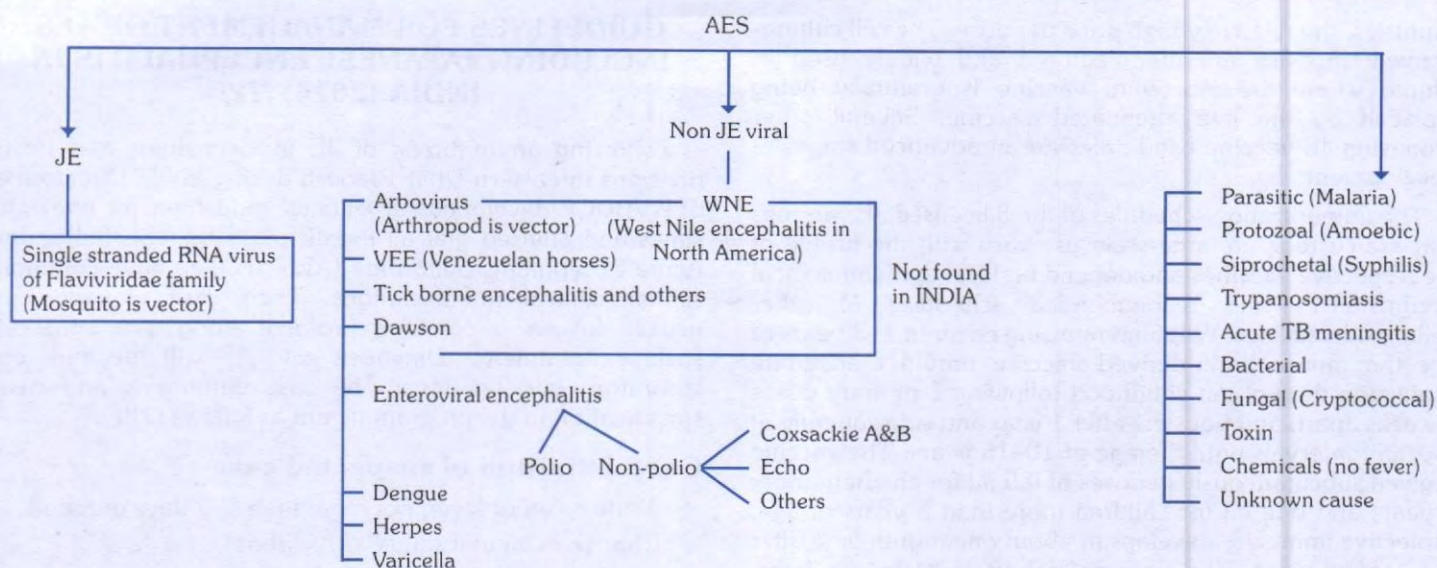 AES
JE
Single stranded RNA virus
of Flaviviridae family
(Mosquito is vector)
Non JE viral
Arbovirus
(Arthropod is vector)
VEE (Venezuelan horses)
Tick borne encephalitis and others
Dawson
Enteroviral encephalitis
Polio
Non-polio
Coxsackie A&B
Echo
Others
Dengue
Herpes
Varicella
WNE
(West Nile encephalitis in
North America)
Not found
in INDIA
Parasitic (Malaria)
Protozoal (Amoebic)
Siprochaetal (Syphilis)
Trypanosomiasis
Acute TB meningitis
Bacterial
Fungal (Cryptococcal)
Toxin
Chemicals (no fever)
Unknown cause